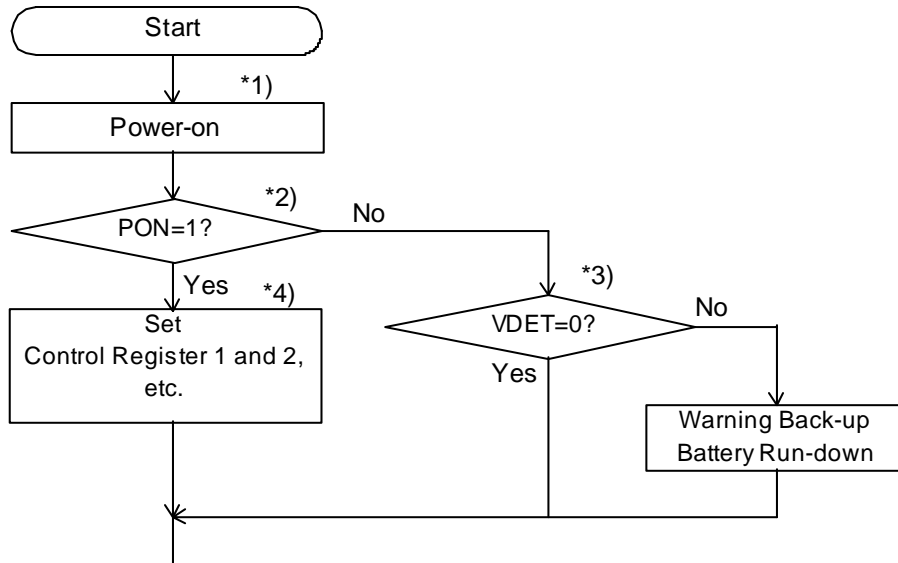 Start
*1)
Power-on
*2)
PON=1?
No
Yes
*3)
*4)
VDET=0?
No
Set
Control Register 1 and 2,
etc.
Yes
Warning Back-up
Battery Run-down